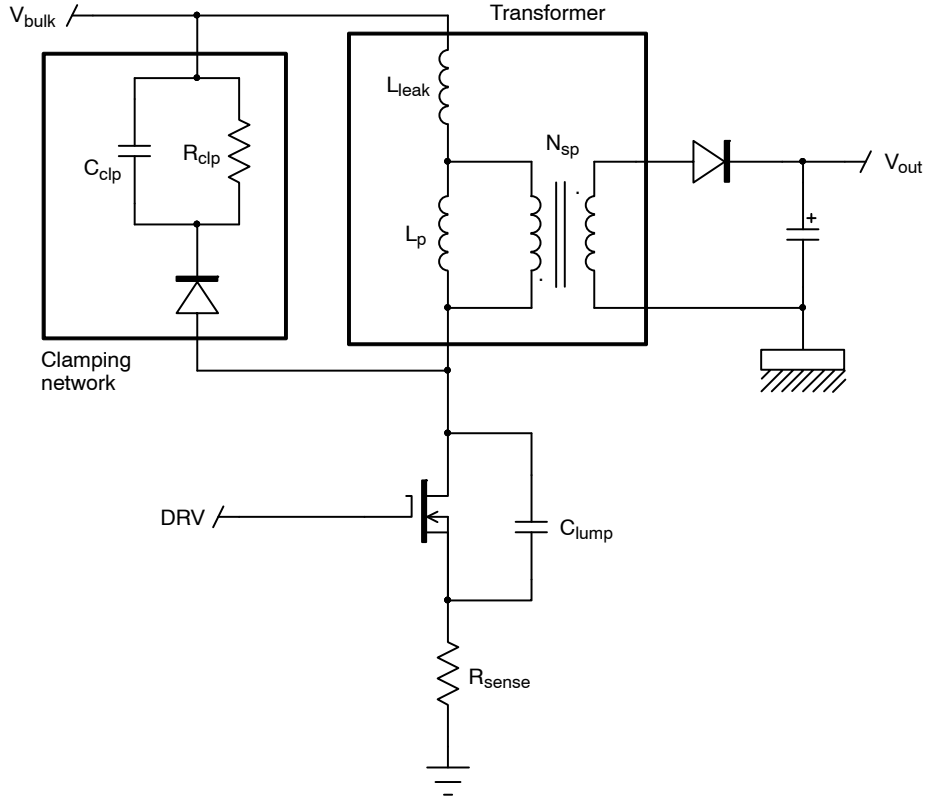 Transformer
Vbulk
Lleak
Nsp
Cclp
Rclp
Vout
Lp
Clamping
network
DRV
Clump
+
Rsense